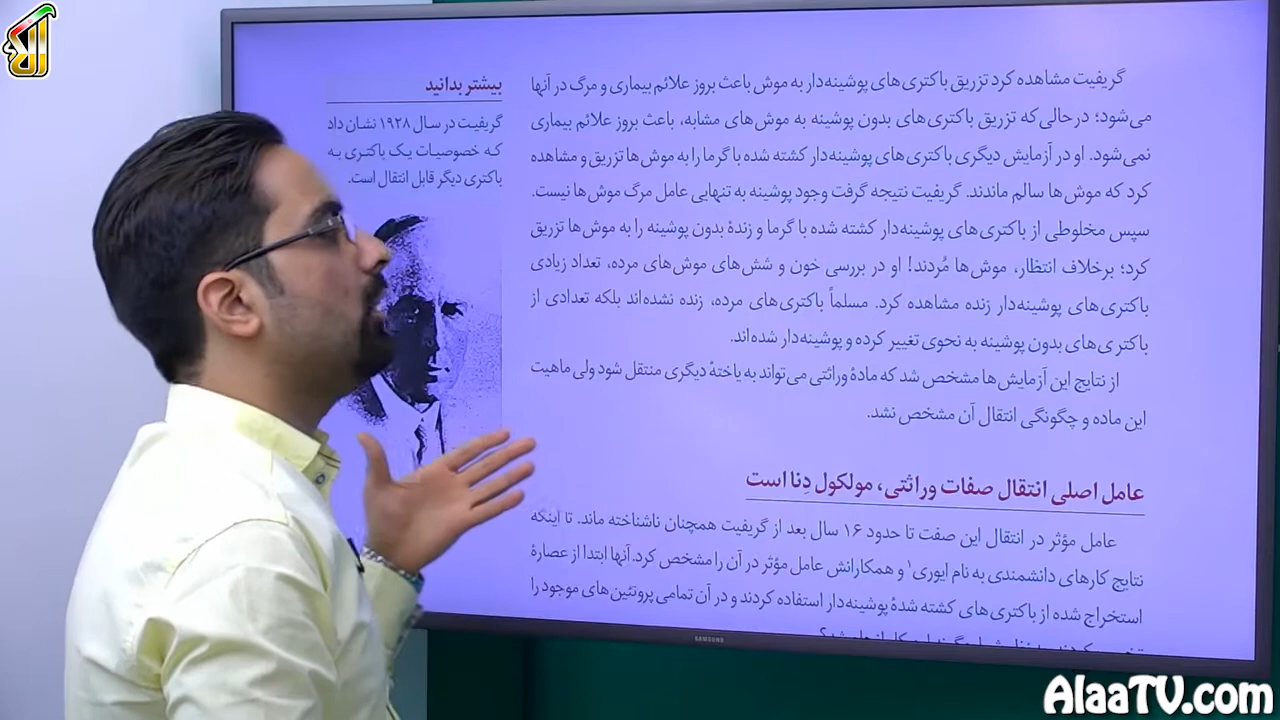 گریفیت مشاهده کرد تزریق باکتری‌های پوشینه‌دار به موش باعث بروز علائم بیماری و مرگ در آنها
می‌شود؛ در حالی‌که تزریق باکتری‌های بدون پوشینه به موش‌های مشابه، باعث بروز علائم بیماری
نمی‌شود. او در آزمایش دیگری باکتری‌های پوشینه‌دار کشته شده با گرما را به موش‌ها تزریق و مشاهده
کرد که موش‌ها سالم ماندند. گریفیت نتیجه گرفت وجود پوشینه به تنهایی عامل مرگ موش‌ها نیست.
سپس مخلوطی از باکتری‌های پوشینه‌دار کشته شده با گرما و زندهٔ بدون پوشینه را به موش‌ها تزریق
کرد؛ برخلاف انتظار، موش‌ها مُردند! او در بررسی خون و شش‌های موش‌های مرده، تعداد زیادی
باکتری‌های پوشینه‌دار زنده مشاهده کرد. مسلماً باکتری‌های مرده، زنده نشده‌اند بلکه تعدادی از
باکتری‌های بدون پوشینه به نحوی تغییر کرده و پوشینه‌دار شده‌اند.
از نتایج این آزمایش‌ها مشخص شد که مادهٔ وراثتی می‌تواند به یاختهٔ دیگری منتقل شود ولی ماهیت
این ماده و چگونگی انتقال آن مشخص نشد.
عامل اصلی انتقال صفات وراثتی، مولکول دِنا است
عامل مؤثر در انتقال این صفت تا حدود ۱۶ سال بعد از گریفیت همچنان ناشناخته ماند. تا اینکه
نتایج کارهای دانشمندی به نام ایوری۱ و همکارانش عامل مؤثر در آن را مشخص کرد.آنها ابتدا از عصارهٔ
استخراج شده از باکتری‌های کشته شدهٔ پوشینه‌دار استفاده کردند و در آن تمامی پروتئین‌های موجود را
بیشتر بدانید
گریفیت در سال ۱۹۲۸ نشان داد
که خصوصیات یک باکتری به
باکتری دیگر قابل انتقال است.
SAMSUNG
AlaaTV.com